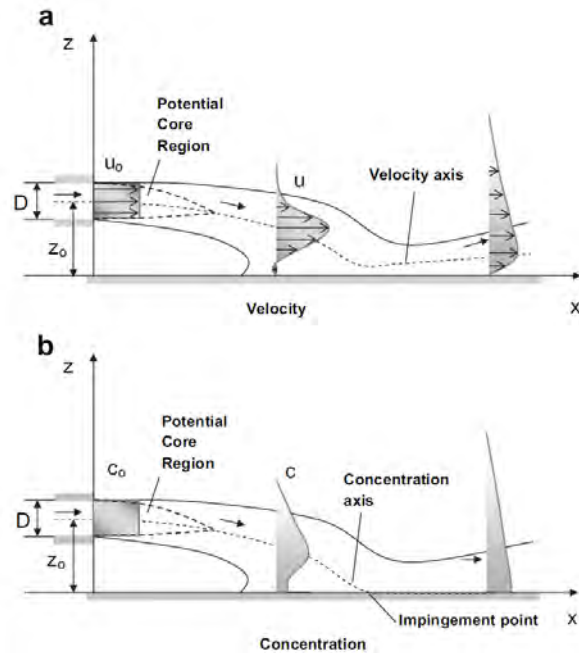 a
z
Potential
Core
Region
u₀
u
Velocity axis
D
z₀
Velocity
x
b
z
Potential
Core
Region
c₀
c
Concentration
axis
D
z₀
x
Impingement point
Concentration